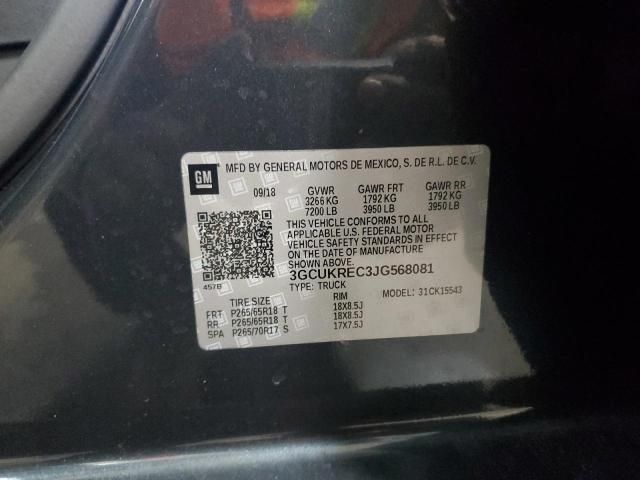 GM MFD BY GENERAL MOTORS DE MEXICO, S. DE R.L. DE C.V.
09/18 GVWR GAWR FRT GAWR RR
3266 KG 1792 KG 1792 KG
7200 LB 3950 LB 3950 LB
THIS VEHICLE CONFORMS TO ALL
APPLICABLE U.S. FEDERAL MOTOR
VEHICLE SAFETY STANDARDS IN EFFECT
ON THE DATE OF MANUFACTURE
SHOWN ABOVE.
457B 3GCUKREC3JG568081
TYPE: TRUCK MODEL: 31CK15543
TIRE SIZE RIM
FRT P265/65R18 T 18X8.5J
RR P265/65R18 T 18X8.5J
SPA P265/70R17 S 17X7.5J